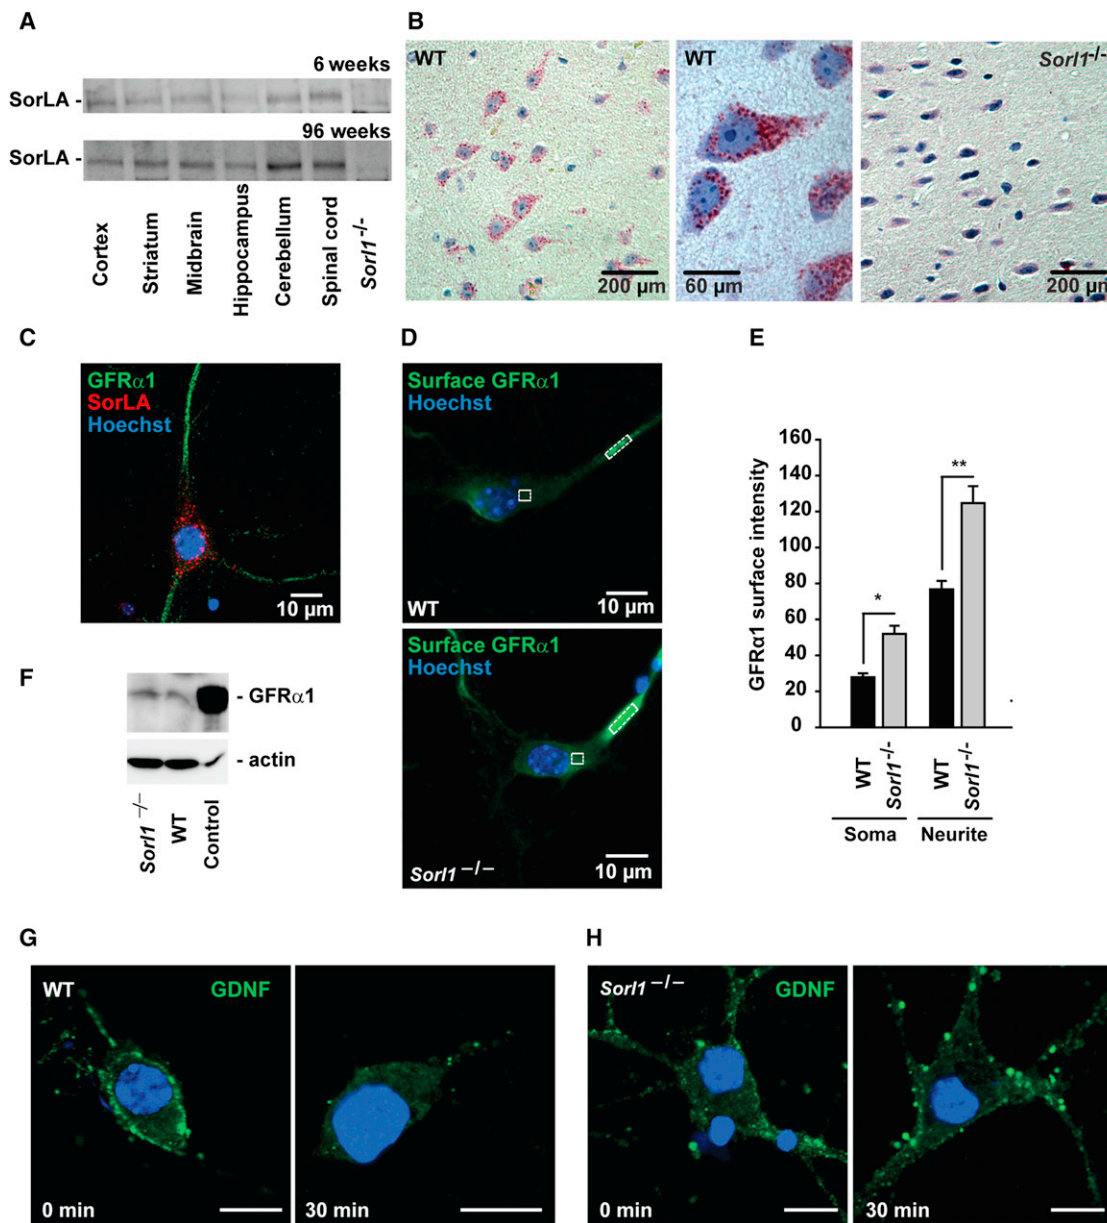 A
6 weeks
SorLA -
96 weeks
SorLA -
Cortex
Striatum
Midbrain
Hippocampus
Cerebellum
Spinal cord
Sorl1-/-
B
WT
200 µm
WT
60 µm
Sorl1-/-
200 µm
C
GFRα1
SorLA
Hoechst
10 µm
D
Surface GFRα1
Hoechst
WT
10 µm
Surface GFRα1
Hoechst
Sorl1 -/-
10 µm
E
GFRα1 surface intensity
160
140
120
100
80
60
40
20
0
*
**
WT
Sorl1-/-
WT
Sorl1-/-
Soma
Neurite
F
- GFRα1
- actin
Sorl1 -/-
WT
Control
G
WT
GDNF
0 min
30 min
H
Sorl1 -/-
GDNF
0 min
30 min